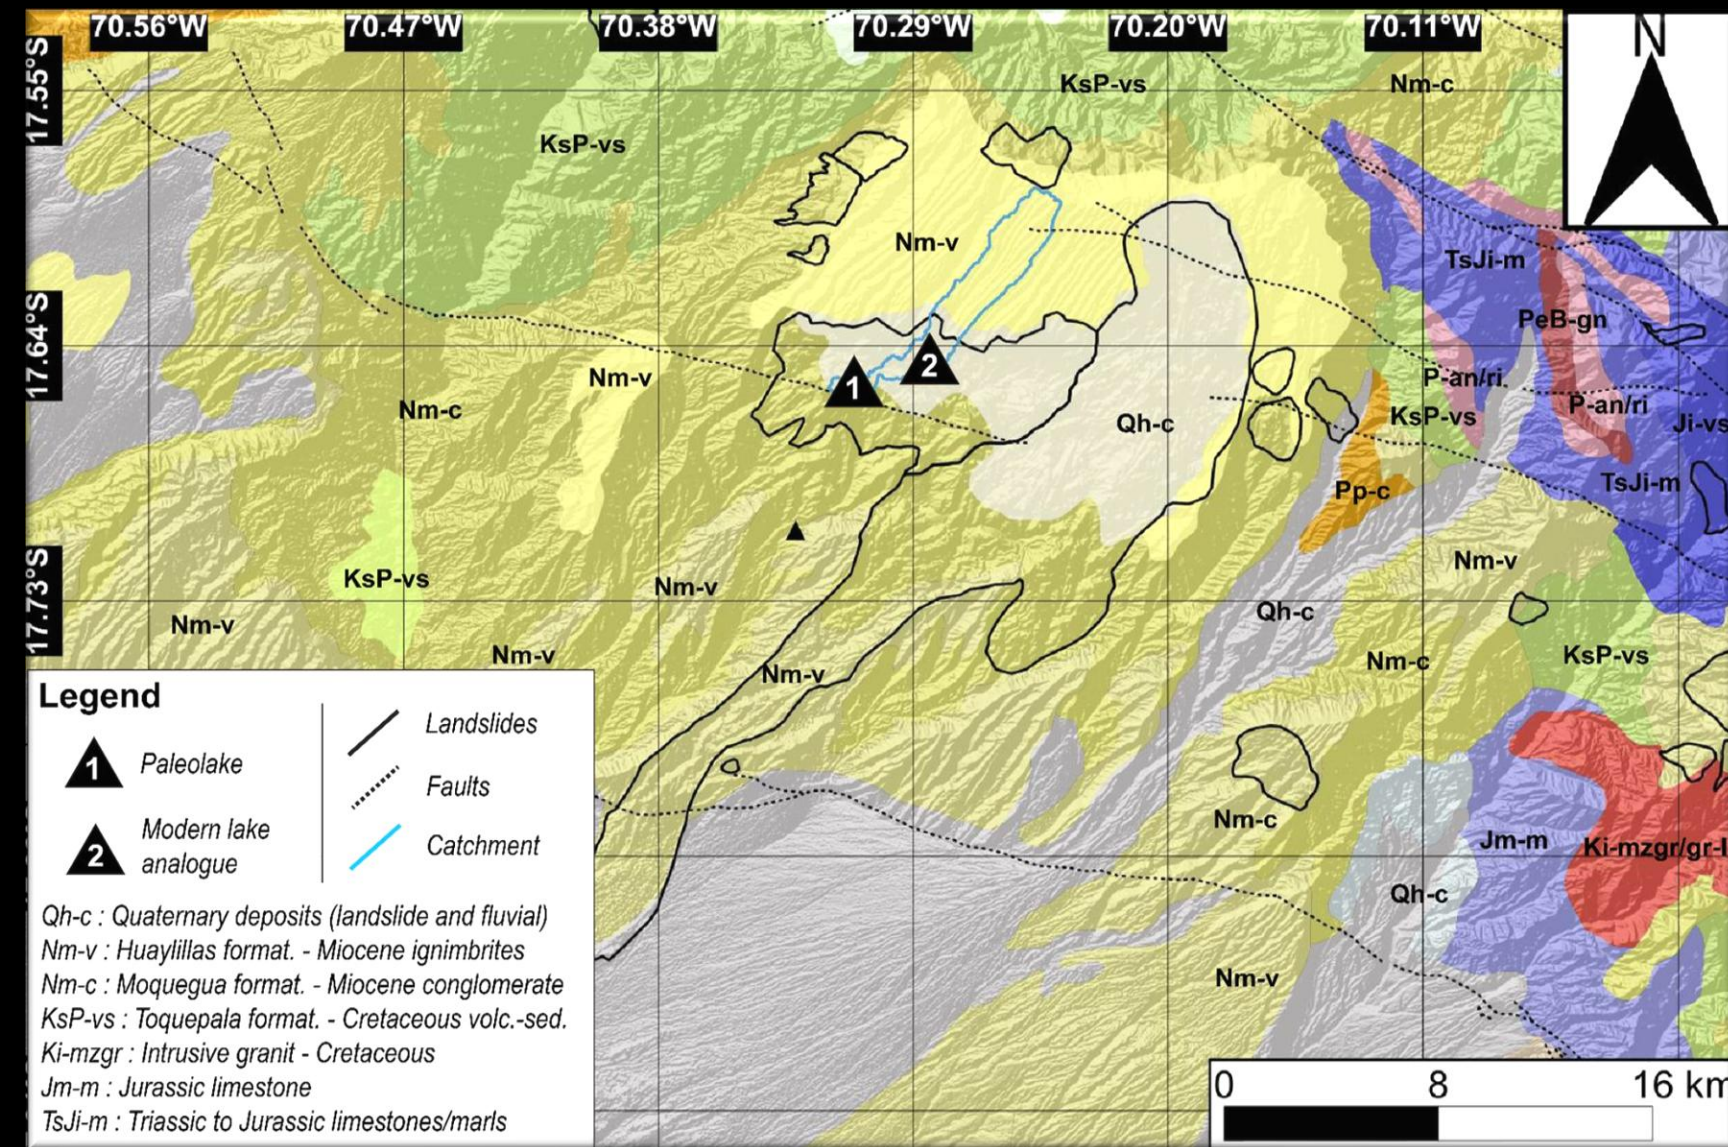 70.56°W 70.47°W 70.38°W 70.29°W 70.20°W 70.11°W
N
17.55°S
KsP-vs Nm-c
KsP-vs
Nm-v TsJi-m
PeB-gn
17.64°S
1 2
Nm-v P-an/ri
Nm-c KsP-vs P-an/ri
Qh-c Ji-vs
Pp-c TsJi-m
17.73°S
KsP-vs Nm-v Nm-v
Nm-v Qh-c
Nm-v Nm-c KsP-vs
Nm-v
Nm-c Jm-m Ki-mzgr/gr-l
Qh-c
Nm-v
Legend
1 Paleolake
2 Modern lake
analogue
Landslides
Faults
Catchment
Qh-c : Quaternary deposits (landslide and fluvial)
Nm-v : Huaylillas format. - Miocene ignimbrites
Nm-c : Moquegua format. - Miocene conglomerate
KsP-vs : Toquepala format. - Cretaceous volc.-sed.
Ki-mzgr : Intrusive granit - Cretaceous
Jm-m : Jurassic limestone
TsJi-m : Triassic to Jurassic limestones/marls
0 8 16 km